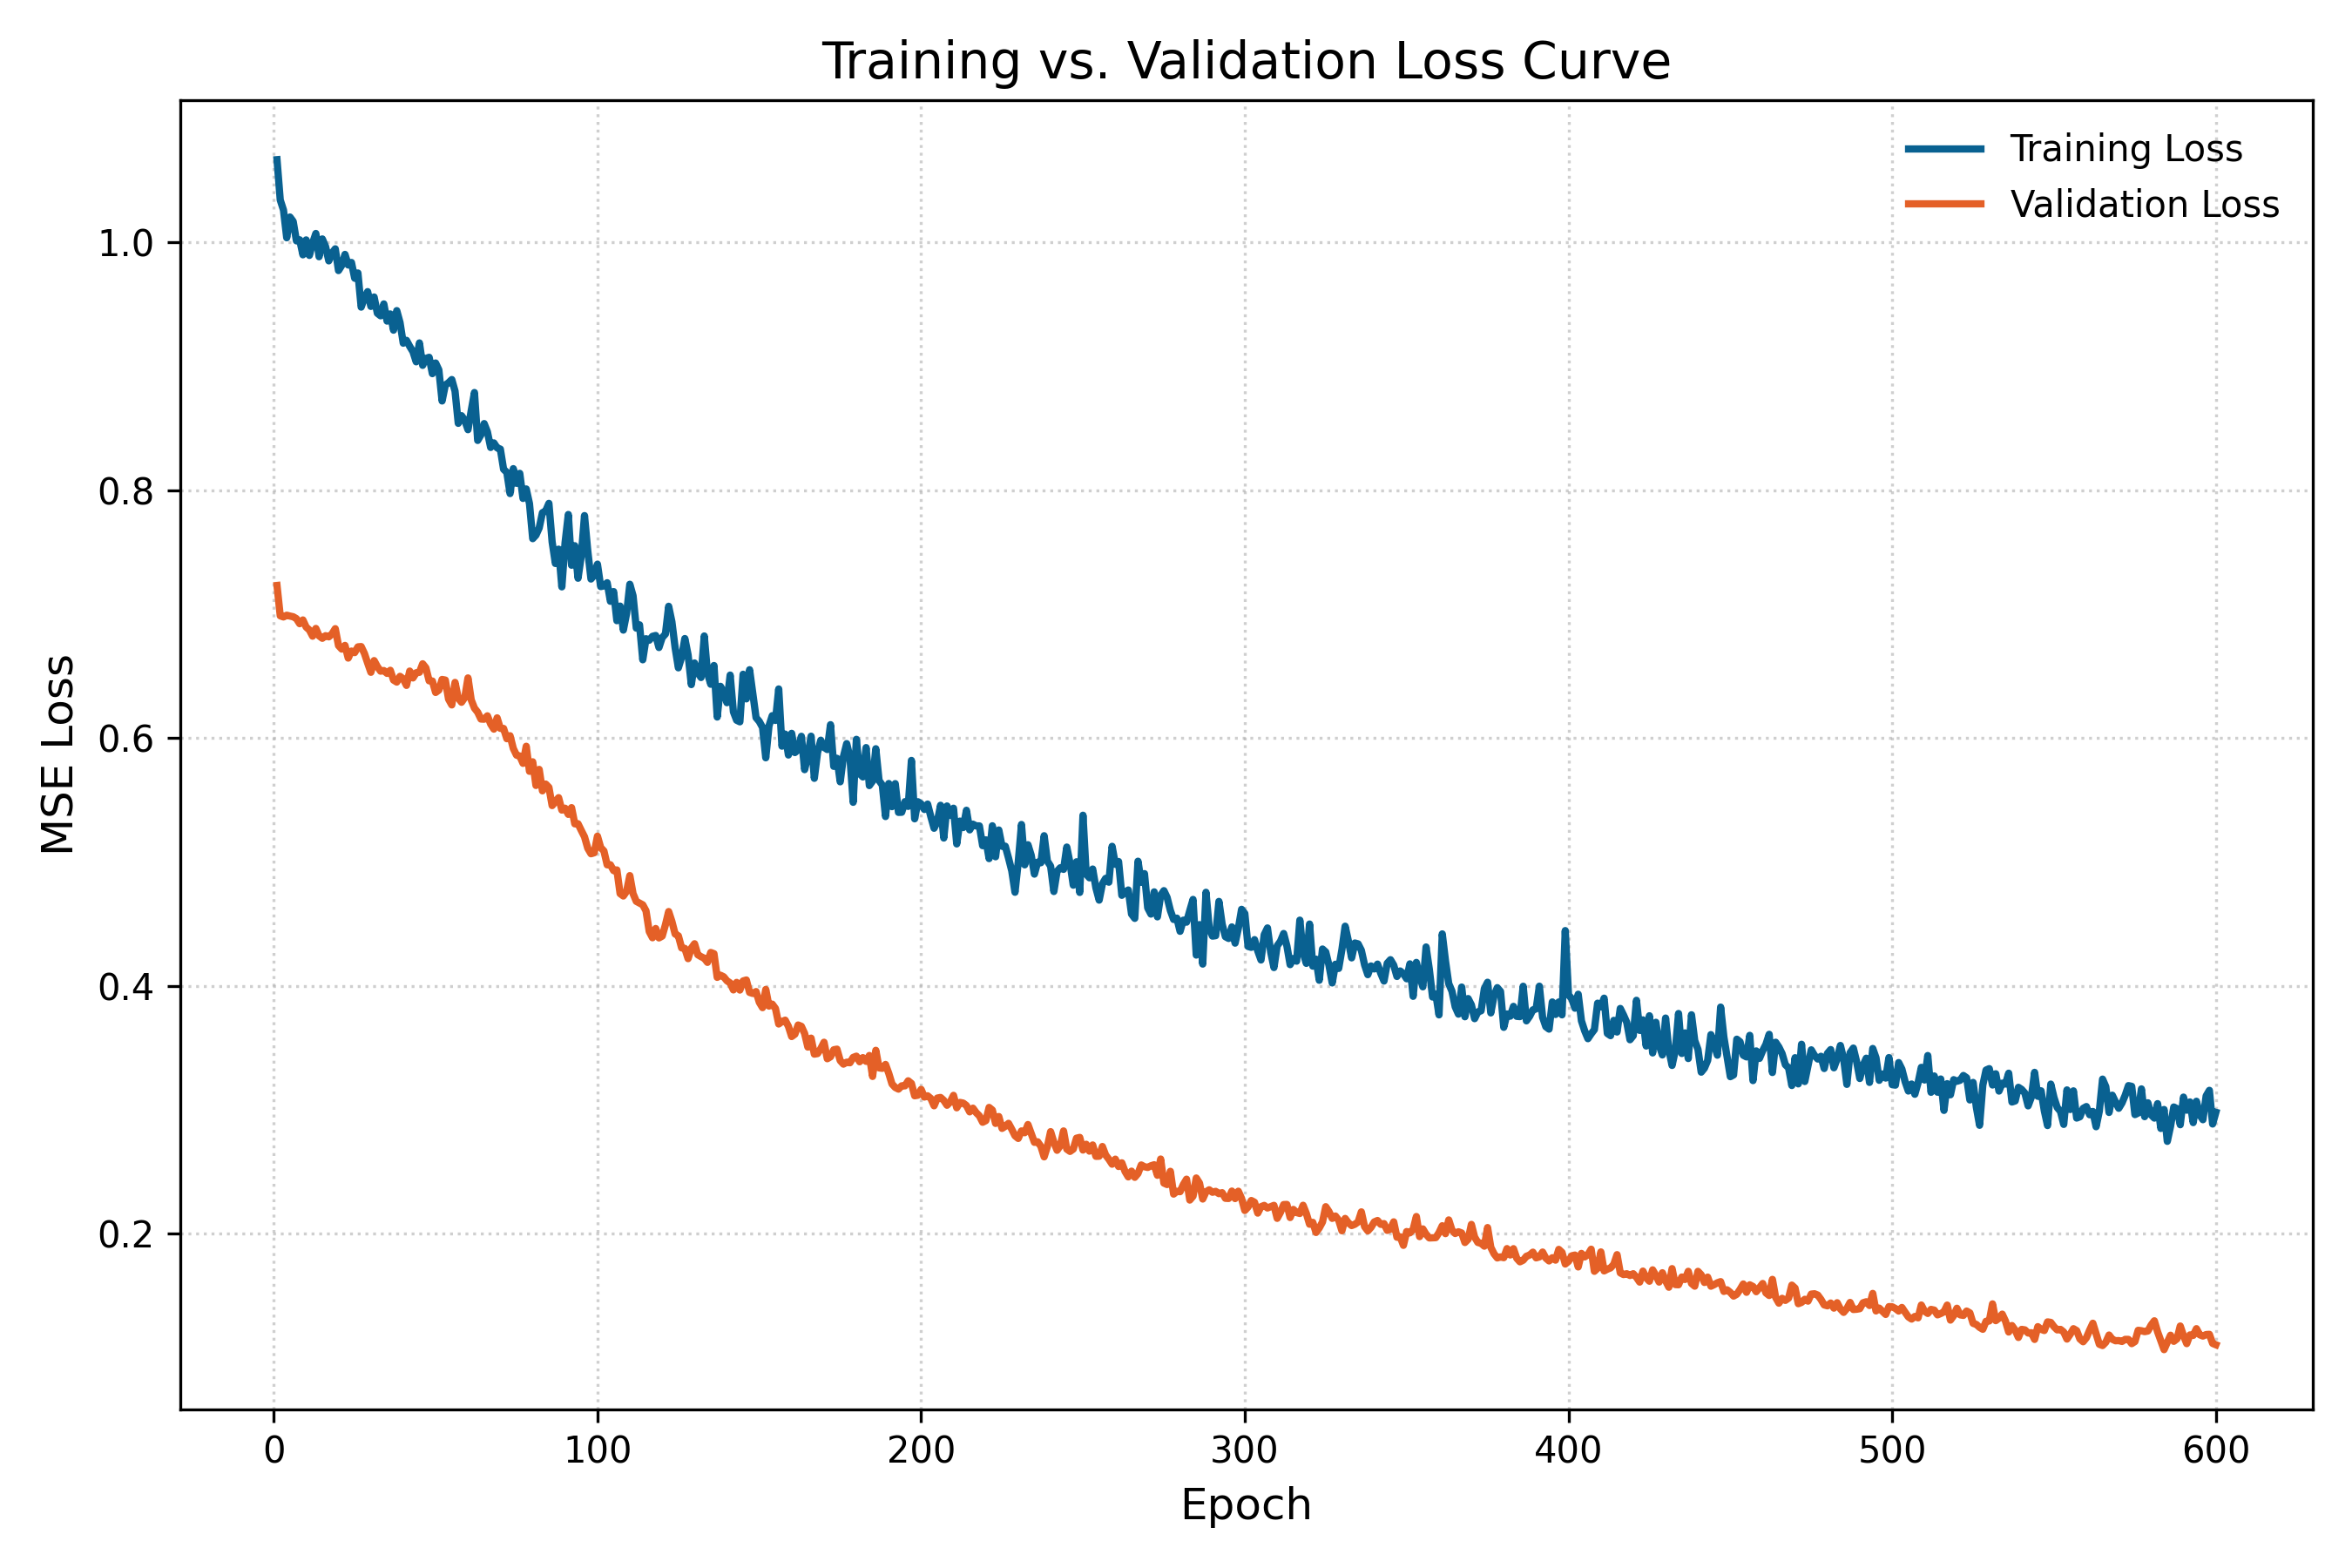 Training vs. Validation Loss Curve
Training Loss
Validation Loss
1.0
0.8
0.6
0.4
0.2
MSE Loss
0 100 200 300 400 500 600
Epoch